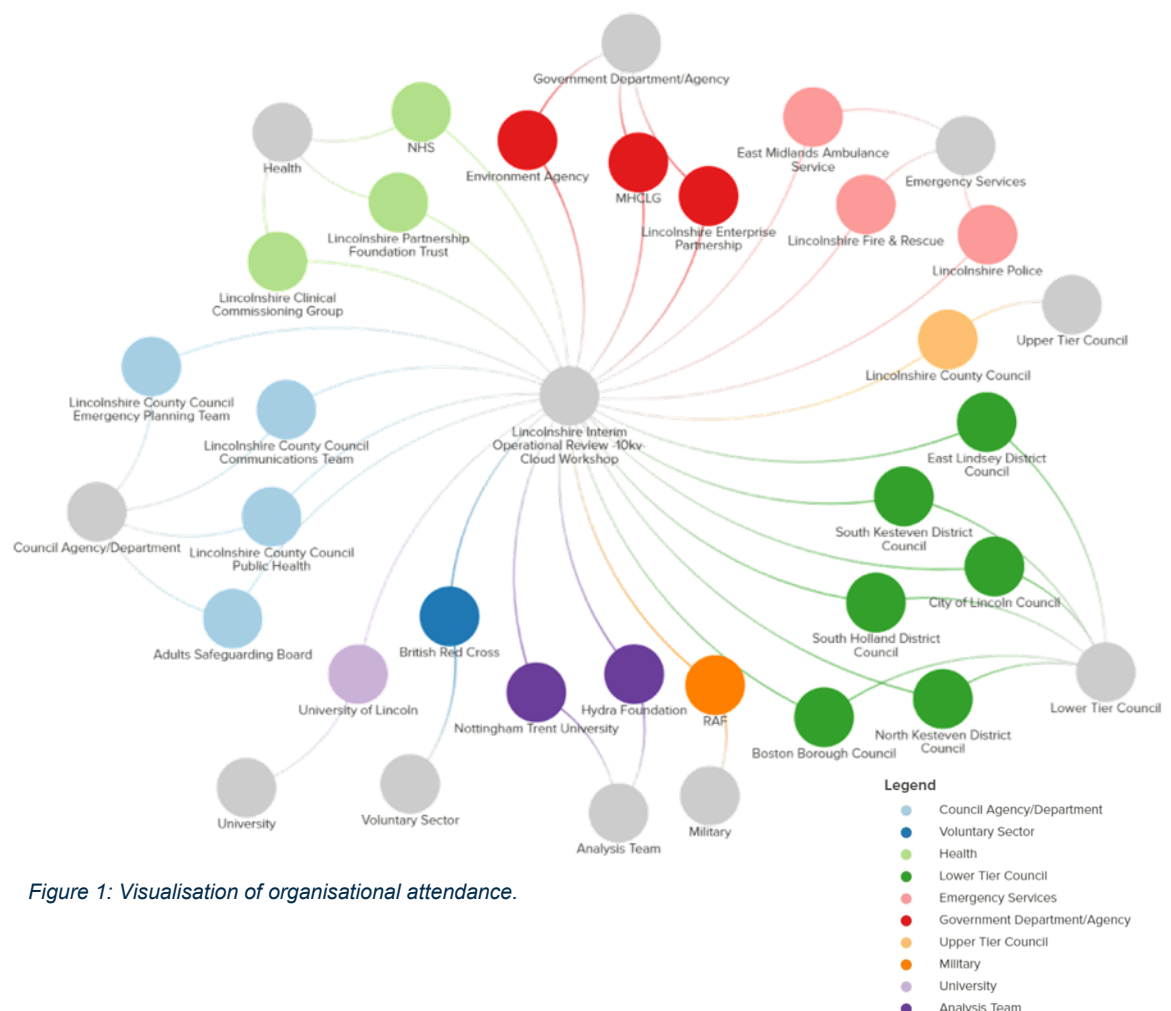 Government Department/Agency
NHS
Health
Environment Agency
MHCLG
East Midlands Ambulance
Service
Emergency Services
Lincolnshire Enterprise
Partnership
Lincolnshire Fire & Rescue
Lincolnshire Partnership
Foundation Trust
Lincolnshire Police
Lincolnshire Clinical
Commissioning Group
Upper Tier Council
Lincolnshire County Council
Lincolnshire County Council
Emergency Planning Team
Lincolnshire County Council
Communications Team
Lincolnshire Interim
Operational Review -10kv-
Cloud Workshop
East Lindsey District
Council
South Kesteven District
Council
Council Agency/Department
Lincolnshire County Council
Public Health
City of Lincoln Council
South Holland District
Council
Adults Safeguarding Board
British Red Cross
University of Lincoln
Nottingham Trent University
Hydra Foundation
RAF
Boston Borough Council
North Kesteven District
Council
Lower Tier Council
University
Voluntary Sector
Analysis Team
Military
Legend
Council Agency/Department
Voluntary Sector
Health
Lower Tier Council
Emergency Services
Government Department/Agency
Upper Tier Council
Military
University
Analysis Team
Figure 1: Visualisation of organisational attendance.